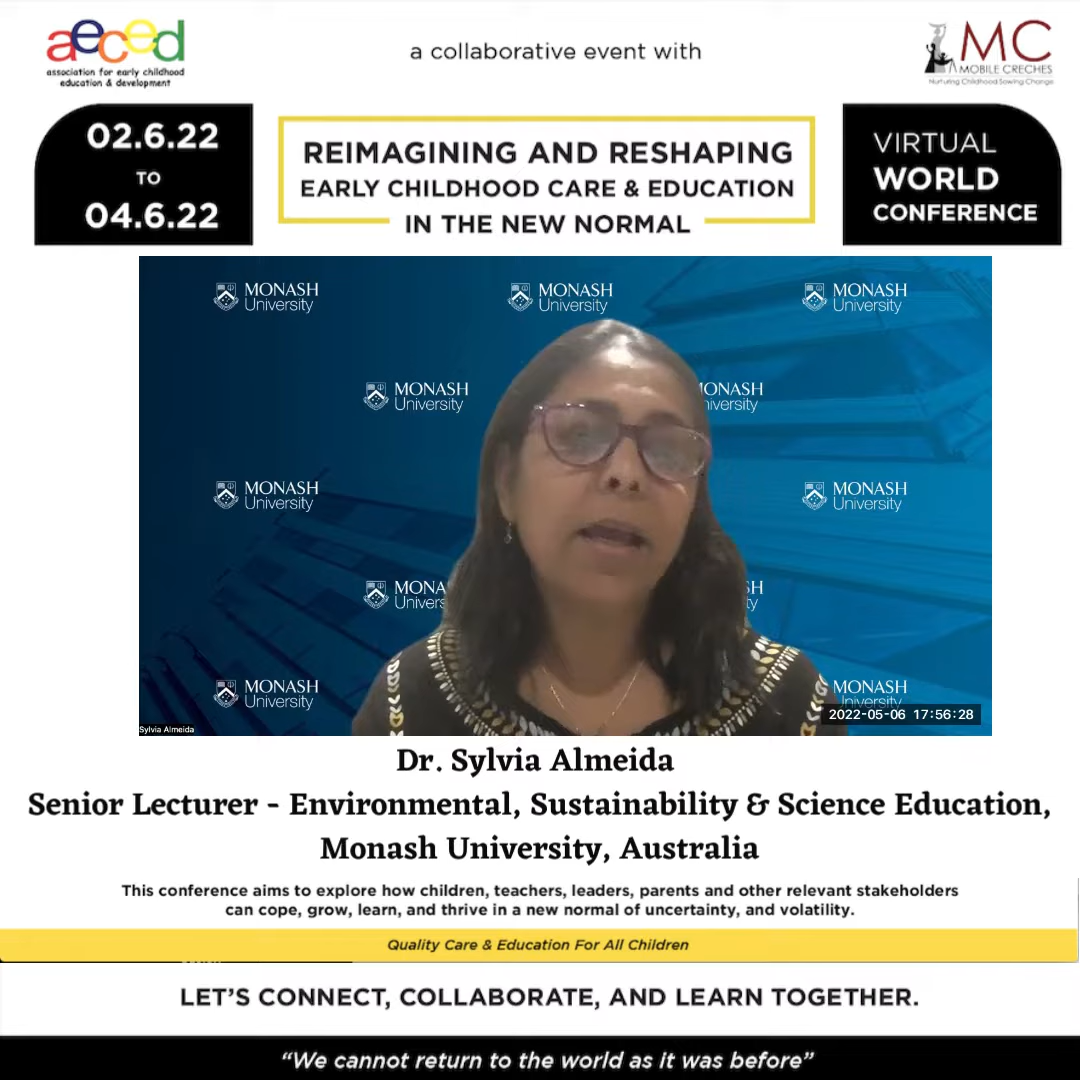 aeced
association for early childhood
education & development
a collaborative event with
MC
MOBILE CRECHES
Nurturing Childhood Sowing Change
02.6.22
TO
04.6.22
REIMAGINING AND RESHAPING
EARLY CHILDHOOD CARE & EDUCATION
IN THE NEW NORMAL
VIRTUAL
WORLD
CONFERENCE
MONASH
University
MONASH
University
MONASH
University
MONASH
University
MONASH
University
MONASH
University
MONASH
University
MONASH
University
Sylvia Almeida
2022-05-06 17:56:28
Dr. Sylvia Almeida
Senior Lecturer - Environmental, Sustainability & Science Education,
Monash University, Australia
This conference aims to explore how children, teachers, leaders, parents and other relevant stakeholders
can cope, grow, learn, and thrive in a new normal of uncertainty, and volatility.
Quality Care & Education For All Children
LET'S CONNECT, COLLABORATE, AND LEARN TOGETHER.
“We cannot return to the world as it was before”